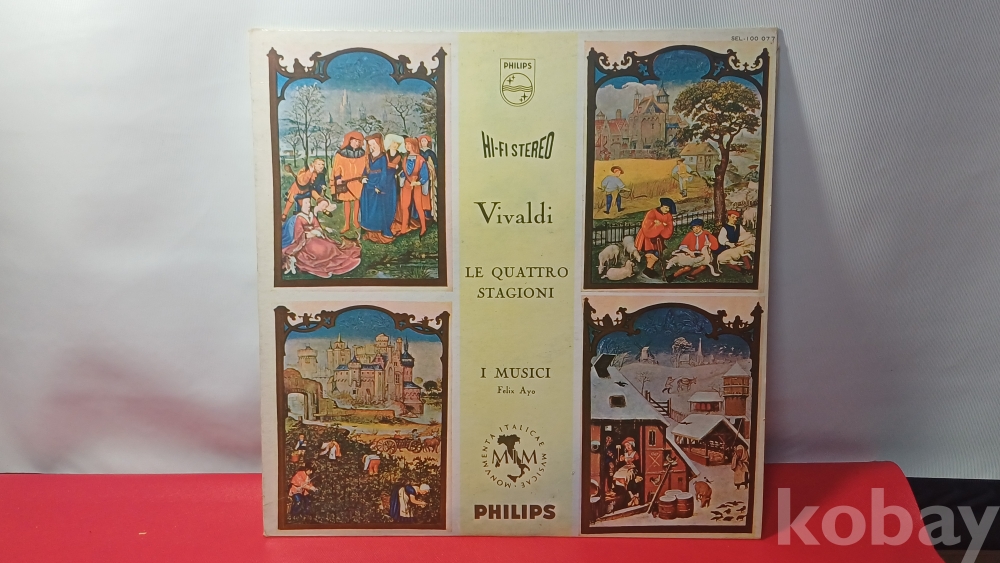 SEL-100 077
PHILIPS
HI-FI STEREO
Vivaldi
LE QUATTRO
STAGIONI
I MUSICI
Felix Ayo
MONUMENTA ITALICAE MUSICAE
MIM
PHILIPS
kobay